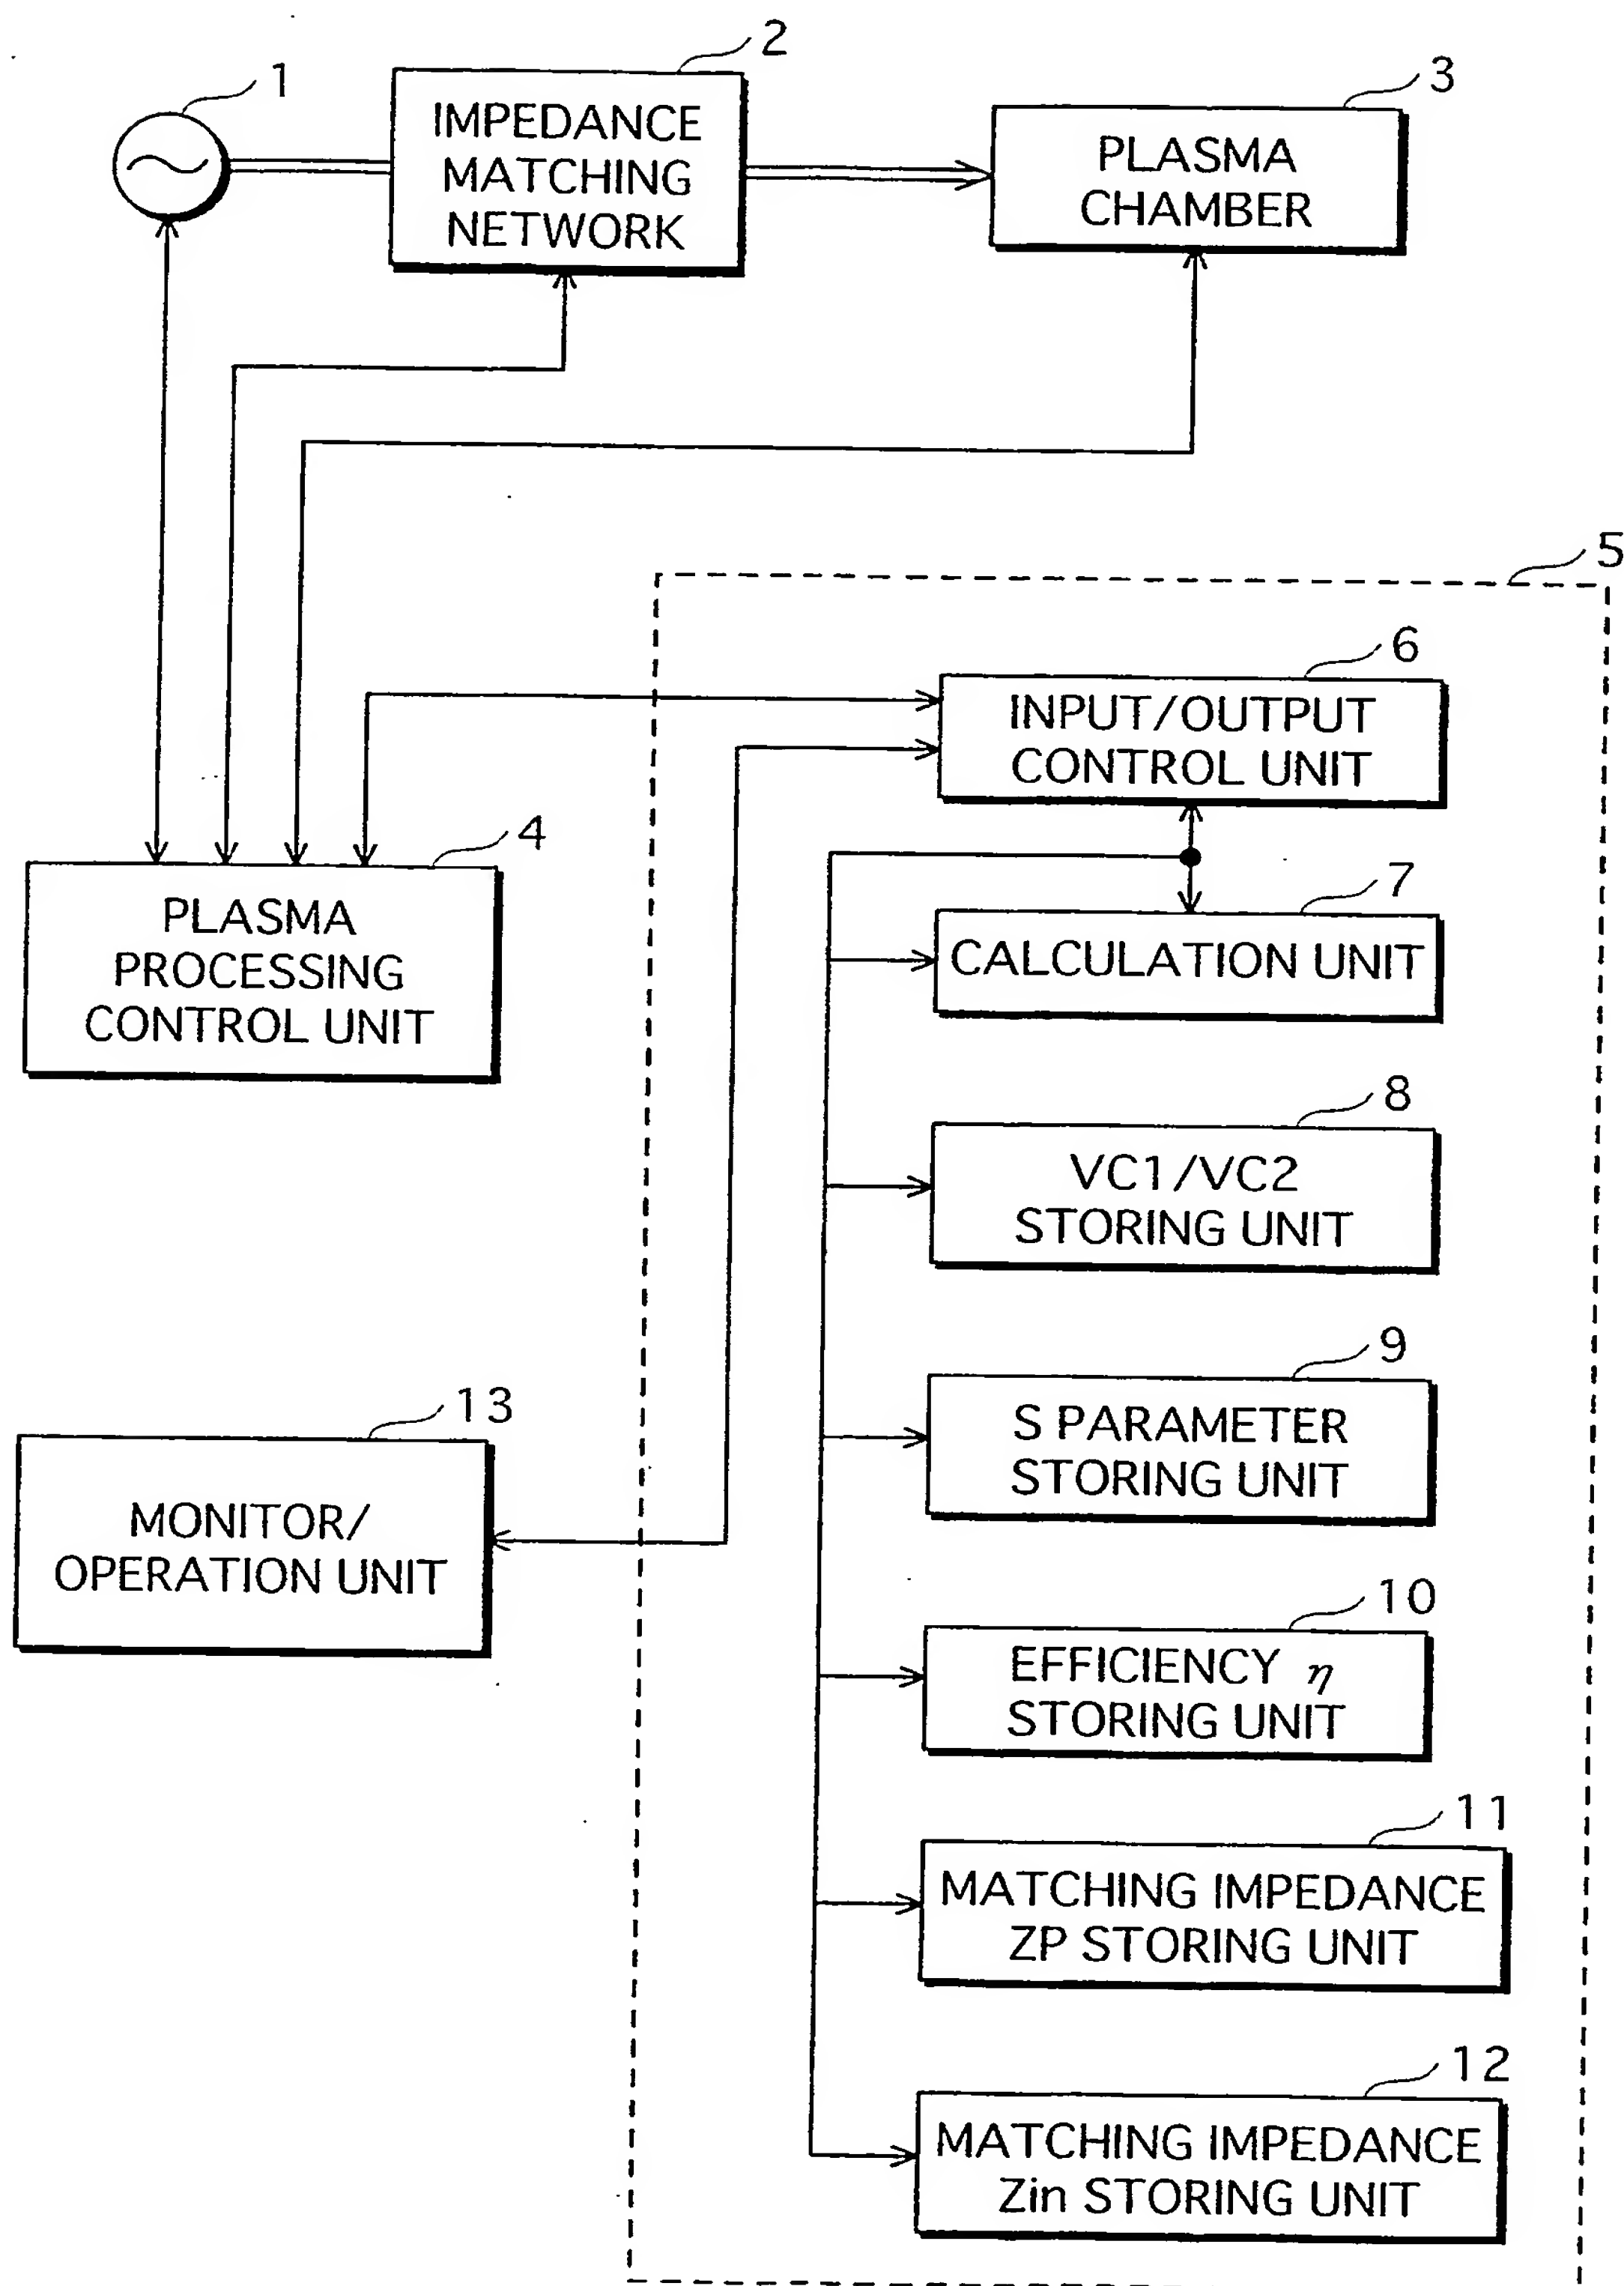 1
2
IMPEDANCE
MATCHING
NETWORK
3
PLASMA
CHAMBER
5
6
INPUT/OUTPUT
CONTROL UNIT
4
PLASMA
PROCESSING
CONTROL UNIT
7
CALCULATION UNIT
8
VC1/VC2
STORING UNIT
9
S PARAMETER
STORING UNIT
13
MONITOR/
OPERATION UNIT
10
EFFICIENCY η
STORING UNIT
11
MATCHING IMPEDANCE
ZP STORING UNIT
12
MATCHING IMPEDANCE
Zin STORING UNIT